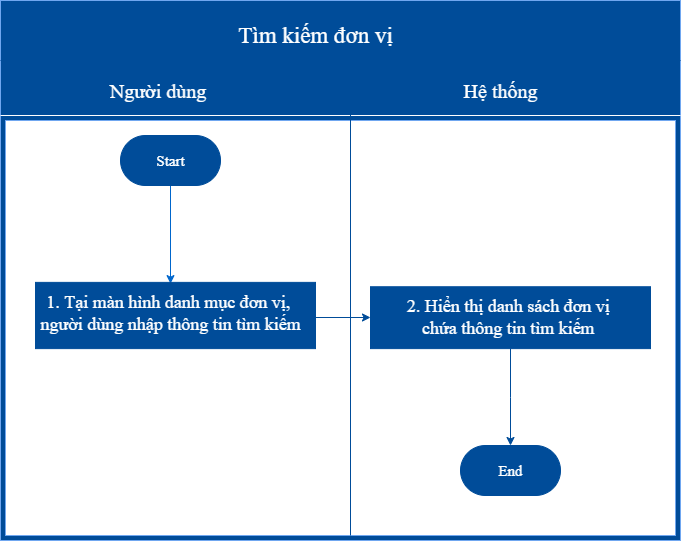 Tìm kiếm đơn vị
Người dùng
Hệ thống
Start
1. Tại màn hình danh mục đơn vị,
người dùng nhập thông tin tìm kiếm
2. Hiển thị danh sách đơn vị
chứa thông tin tìm kiếm
End